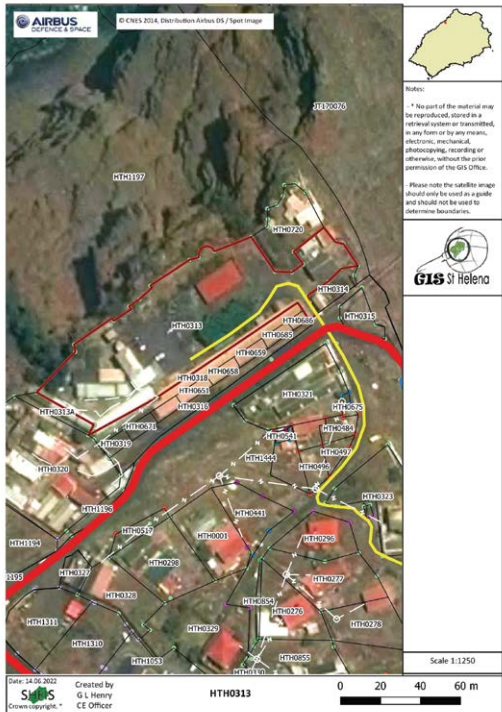 AIRBUS
DEFENCE & SPACE
© CNES 2014, Distribution Airbus DS / Spot Image
JT170076
HTH1197
HTH0720
HTH0314
HTH0315
HTH0313
HTH0686
HTH0685
HTH0659
HTH0658
HTH0318
HTH0651
HTH0316
HTH0321
HTH0675
HTH0313A
HTH0671
HTH0319
HTH0541
HTH0484
HTH0497
HTH1444
HTH0496
HTH0320
HTH1196
HTH0323
HTH0441
HTH0517
HTH0001
HTH0296
HTH1194
HTH0298
HTH0327
HTH0277
1195
HTH0328
HTH0854
HTH0276
HTH0278
HTH1311
HTH0329
HTH1310
HTH1053
HTH0855
HTH0330
Notes:
- * No part of the material may
be reproduced, stored in a
retrieval system or transmitted,
in any form or by any means,
electronic, mechanical,
photocopying, recording or
otherwise, without the prior
permission of the GIS Office.
- Please note the satellite image
should only be used as a guide
and should not be used to
determine boundaries.
GIS St Helena
Scale 1:1250
Date: 14.06.2022
Crown copyright. *
Created by
G L Henry
CE Officer
HTH0313
0 20 40 60 m